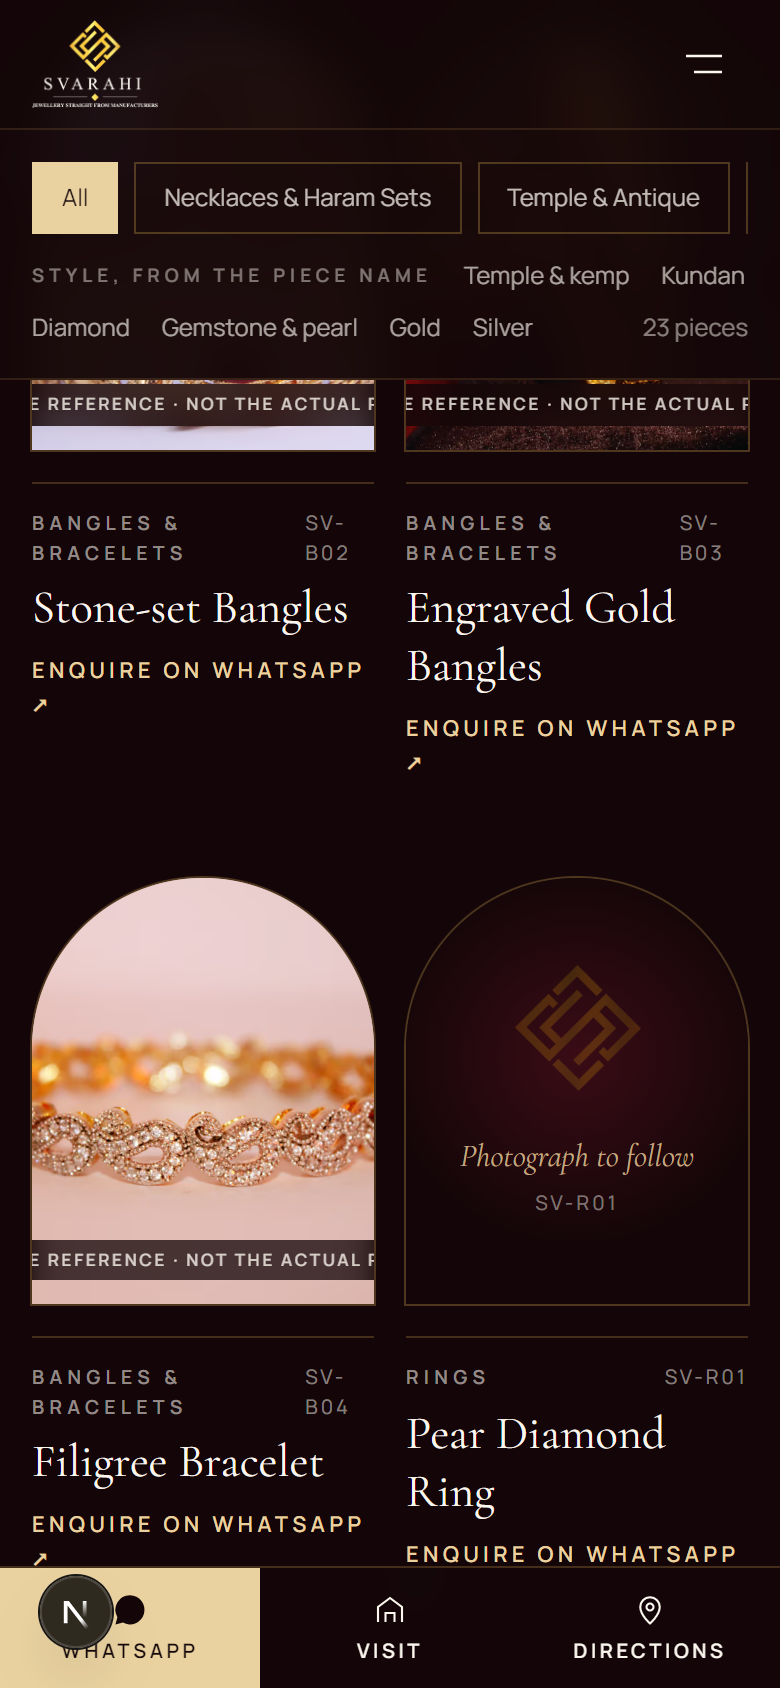 SVARAHI
JEWELLERY STRAIGHT FROM MANUFACTURERS
All
Necklaces & Haram Sets
Temple & Antique
STYLE, FROM THE PIECE NAME
Temple & kemp
Kundan
Diamond
Gemstone & pearl
Gold
Silver
23 pieces
E REFERENCE · NOT THE ACTUAL
E REFERENCE · NOT THE ACTUAL
BANGLES &
BRACELETS
SV-
B02
Stone-set Bangles
ENQUIRE ON WHATSAPP
↗
BANGLES &
BRACELETS
SV-
B03
Engraved Gold
Bangles
ENQUIRE ON WHATSAPP
↗
E REFERENCE · NOT THE ACTUAL
Photograph to follow
SV-R01
BANGLES &
BRACELETS
SV-
B04
Filigree Bracelet
ENQUIRE ON WHATSAPP
↗
RINGS
SV-R01
Pear Diamond
Ring
ENQUIRE ON WHATSAPP
N
WHATSAPP
VISIT
DIRECTIONS